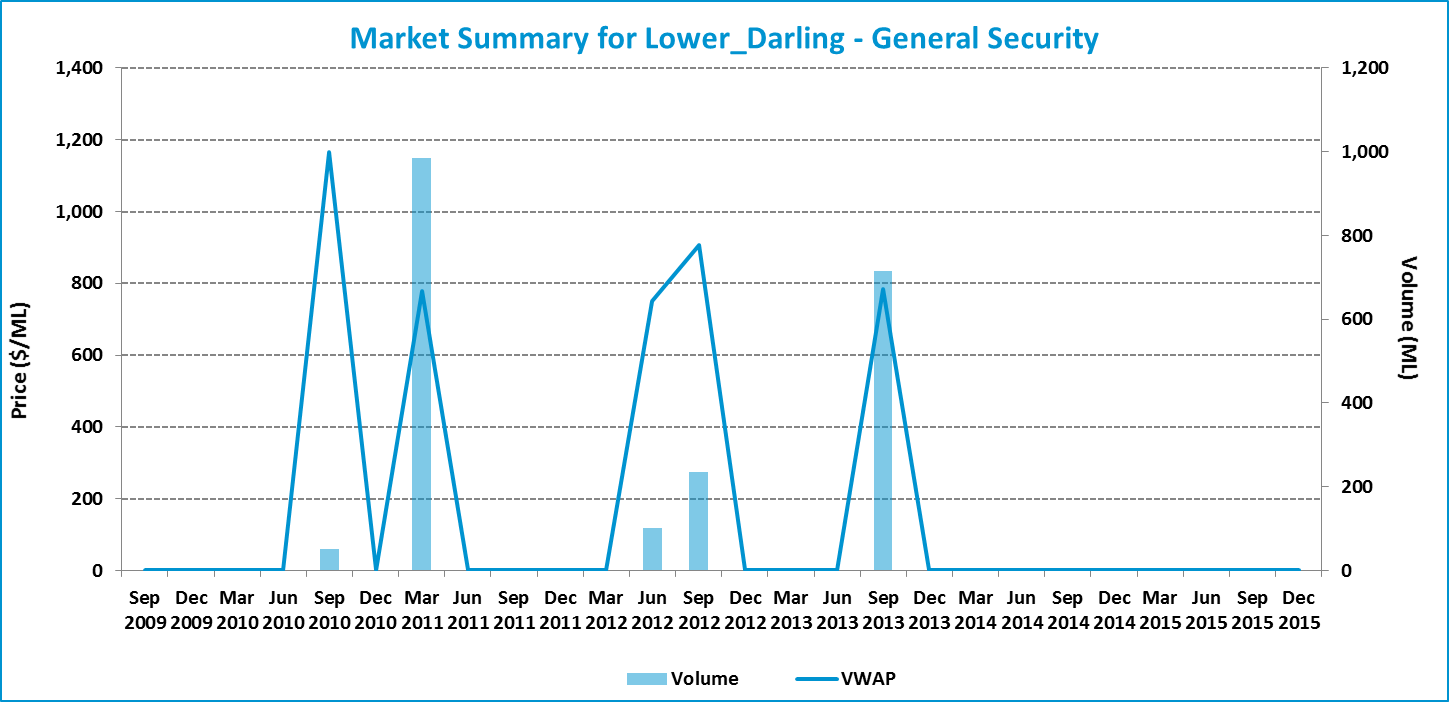 Market Summary for Lower_Darling - General Security
1,400
1,200
1,000
800
600
400
200
0
Price ($/ML)
1,200
1,000
800
600
400
200
0
Volume (ML)
Sep Dec Mar Jun Sep Dec Mar Jun Sep Dec Mar Jun Sep Dec Mar Jun Sep Dec Mar Jun Sep Dec Mar Jun Sep Dec
2009 2009 2010 2010 2010 2010 2011 2011 2011 2011 2012 2012 2012 2012 2013 2013 2013 2013 2014 2014 2014 2014 2015 2015 2015 2015
Volume VWAP